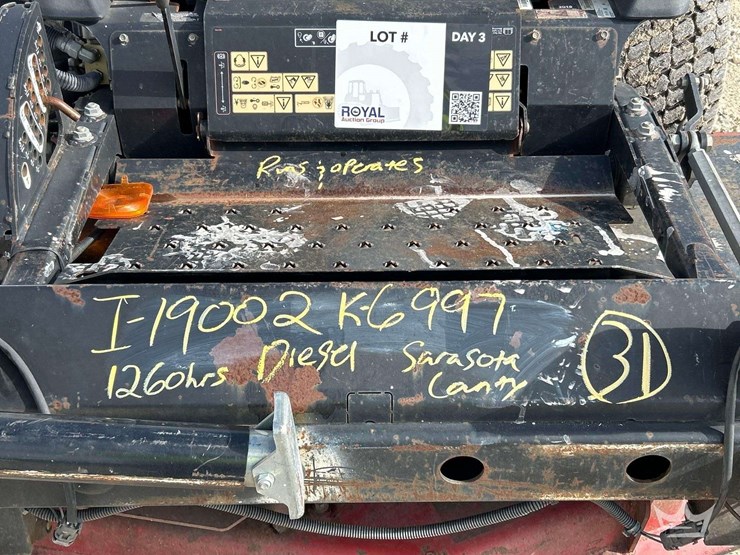 LOT #
DAY 3
ROYAL
Auction Group
Runs & operates
I-19002 K-6997
1260hrs Diesel Sarasota
County
31